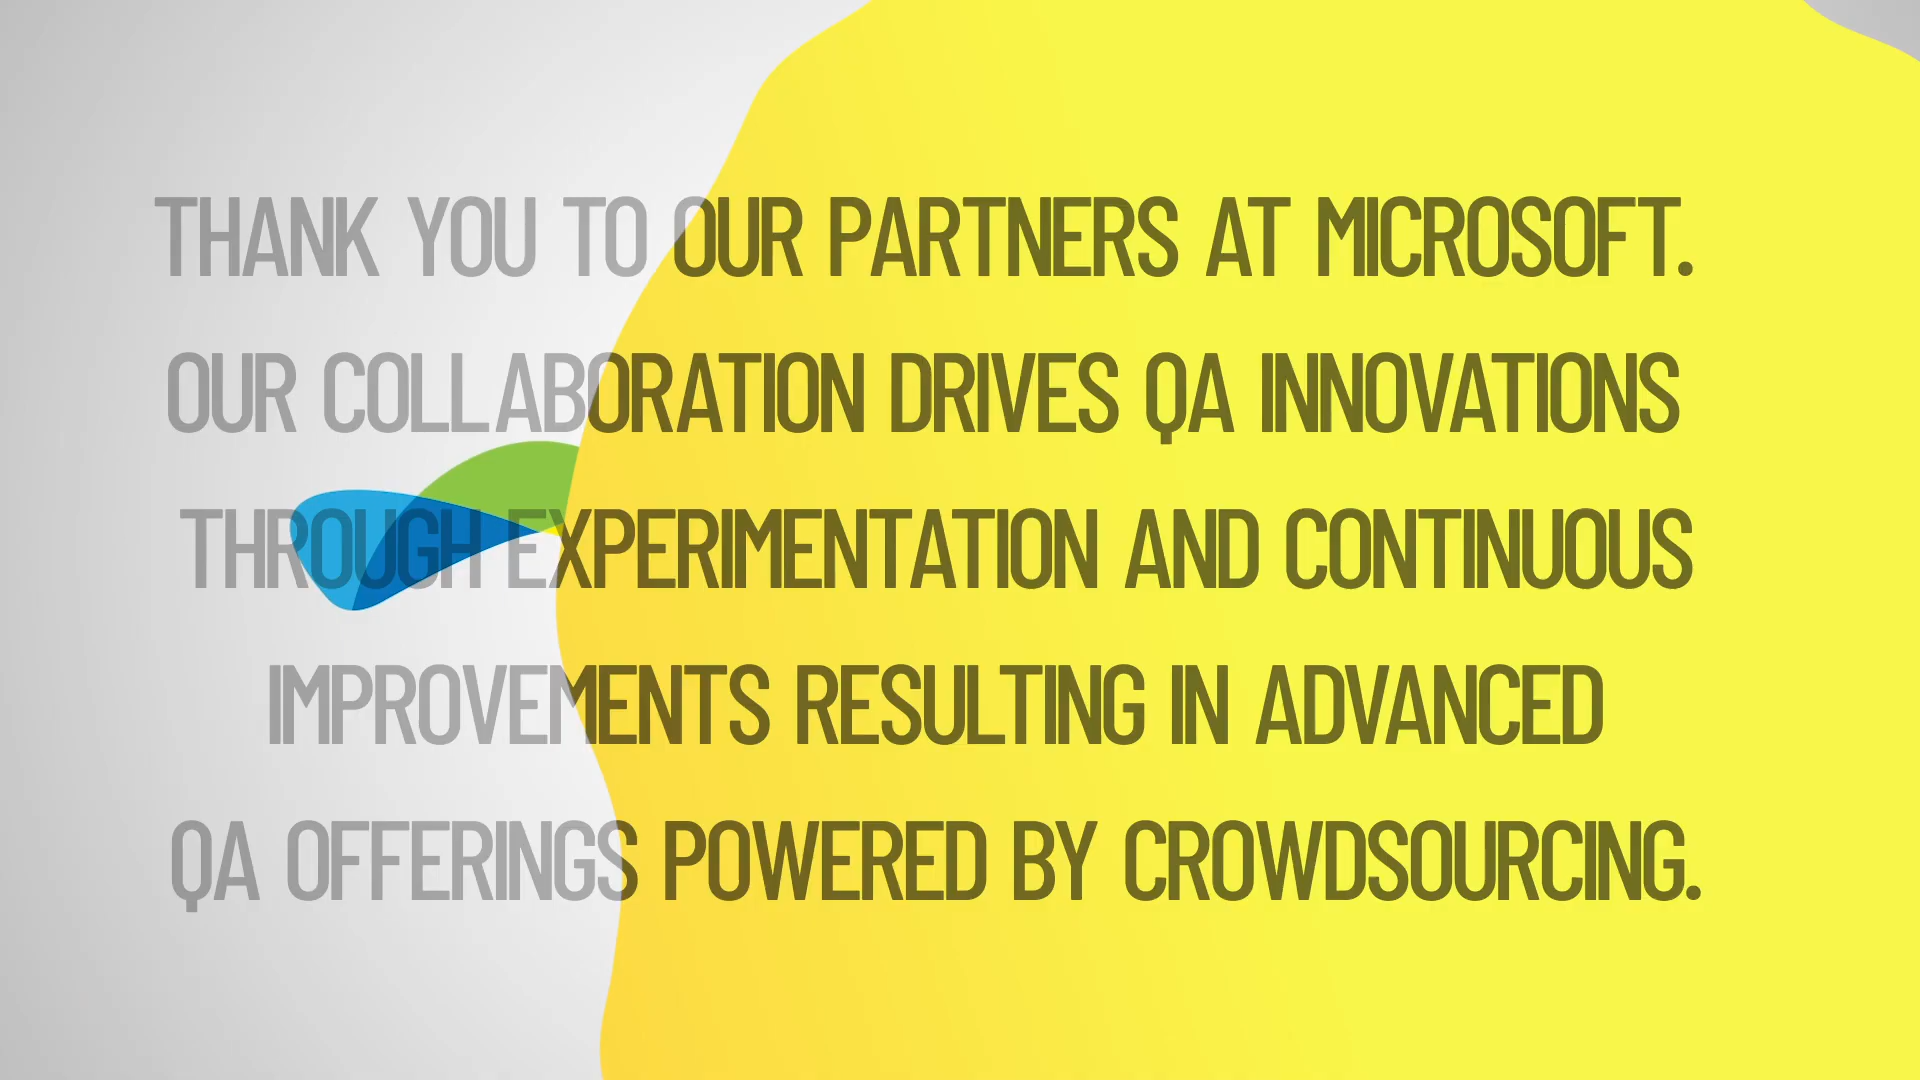 THANK YOU TO OUR PARTNERS AT MICROSOFT.
OUR COLLABORATION DRIVES QA INNOVATIONS
THROUGH EXPERIMENTATION AND CONTINUOUS
IMPROVEMENTS RESULTING IN ADVANCED
QA OFFERINGS POWERED BY CROWDSOURCING.